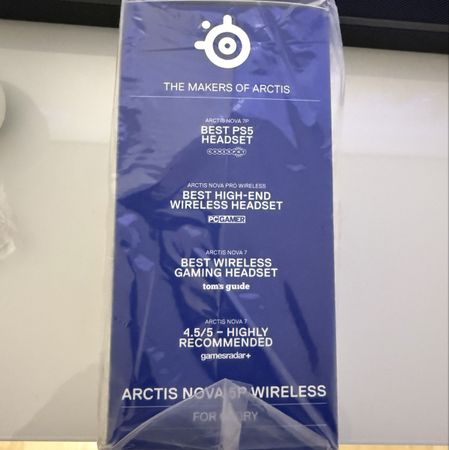 THE MAKERS OF ARCTIS
ARCTIS NOVA 7P
BEST PS5
HEADSET
ARCTIS NOVA PRO WIRELESS
BEST HIGH-END
WIRELESS HEADSET
PC GAMER
ARCTIS NOVA 7
BEST WIRELESS
GAMING HEADSET
tom's guide
ARCTIS NOVA 7
4.5/5 – HIGHLY
RECOMMENDED
gamesradar+
ARCTIS NOVA 5P WIRELESS
FOR GLORY